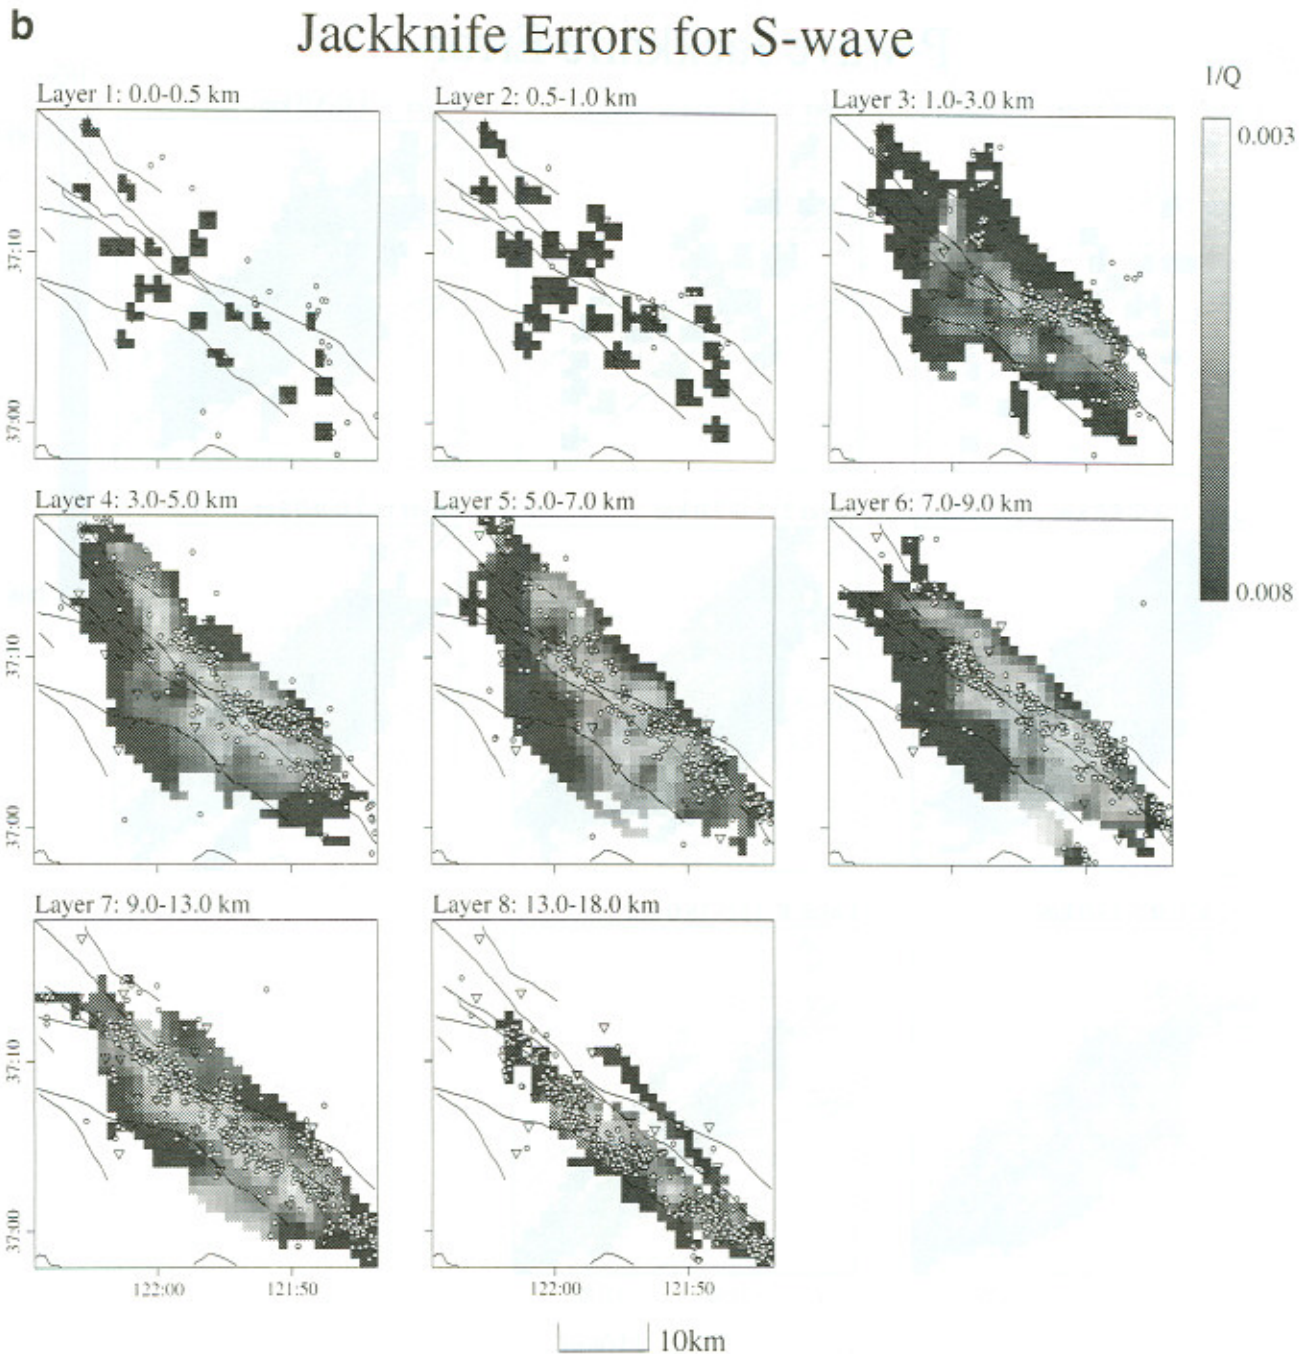 b
Jackknife Errors for S-wave
1/Q
0.003
0.008
Layer 1: 0.0-0.5 km
Layer 2: 0.5-1.0 km
Layer 3: 1.0-3.0 km
37:10
37:00
Layer 4: 3.0-5.0 km
Layer 5: 5.0-7.0 km
Layer 6: 7.0-9.0 km
37:10
37:00
Layer 7: 9.0-13.0 km
Layer 8: 13.0-18.0 km
37:10
37:00
122:00
121:50
122:00
121:50
10km